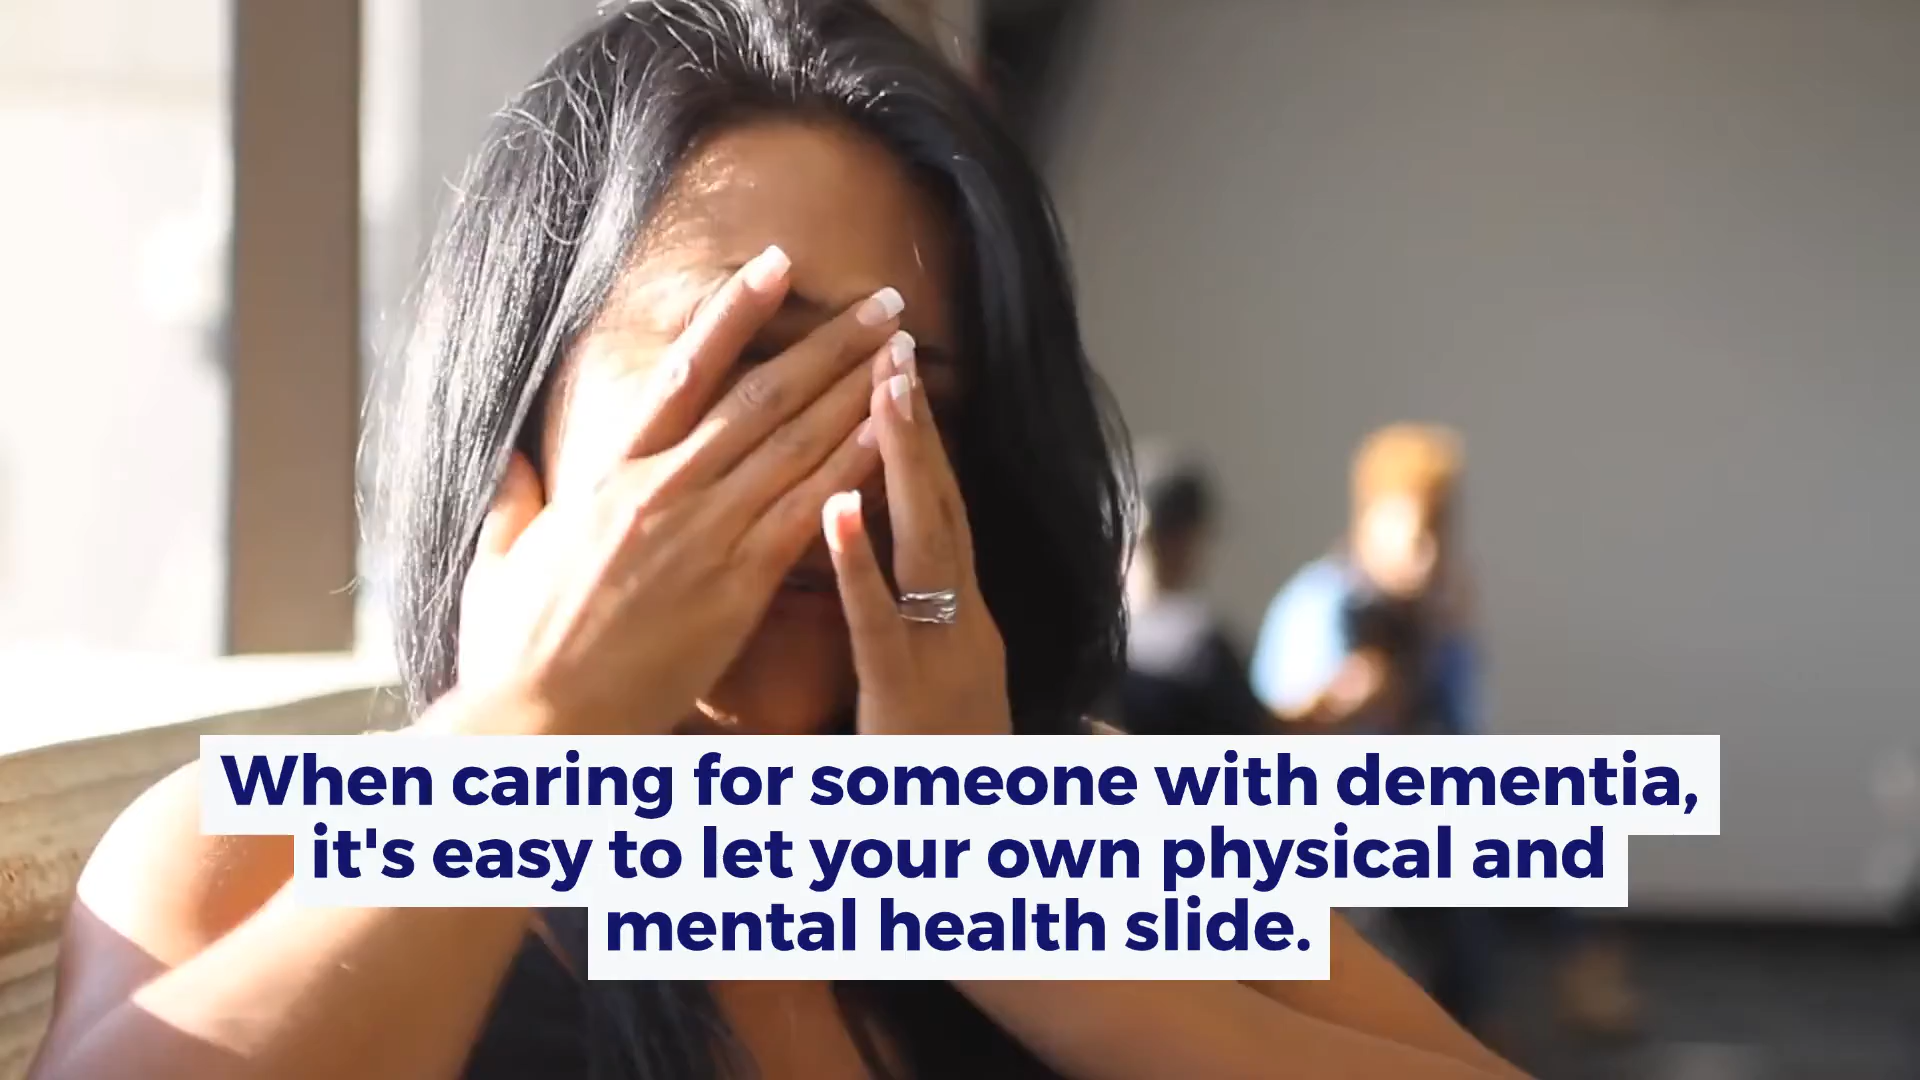 When caring for someone with dementia,
it's easy to let your own physical and
mental health slide.